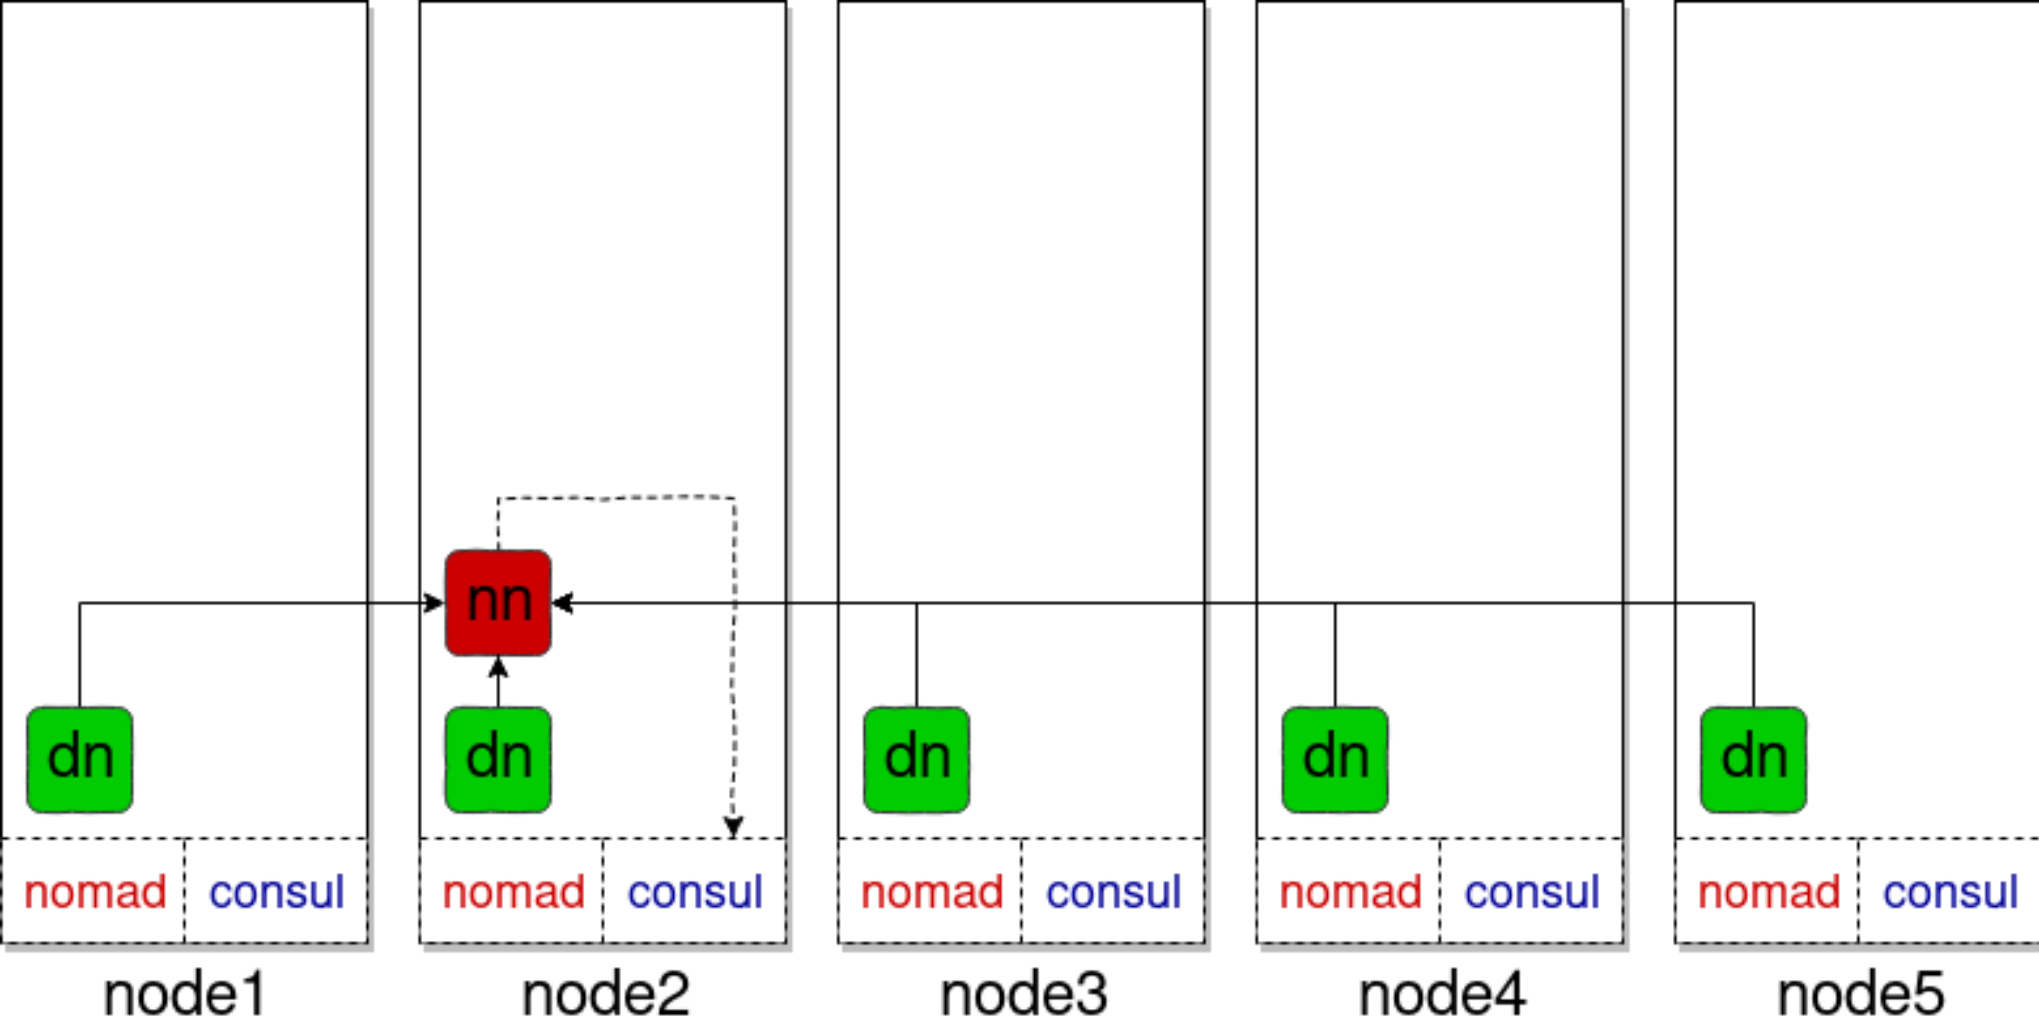 nn
dn dn dn dn dn
nomad consul nomad consul nomad consul nomad consul nomad consul
node1 node2 node3 node4 node5